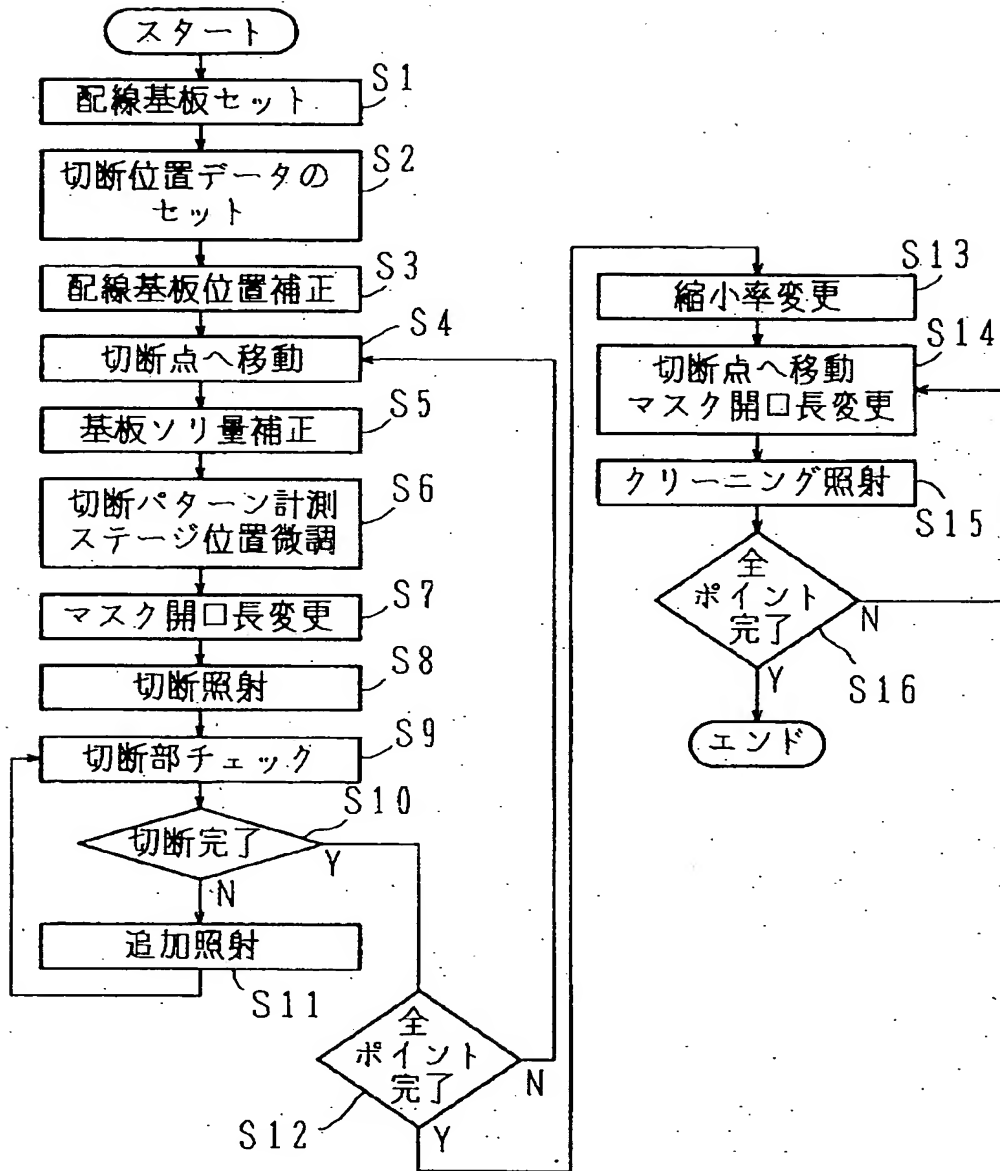 スタート
S1
配線基板セット
S2
切断位置データの
セット
S3
配線基板位置補正
S4
切断点へ移動
S5
基板ソリ量補正
S6
切断パターン計測
ステージ位置微調
S7
マスク開口長変更
S8
切断照射
S9
切断部チェック
S10
切断完了
Y
N
追加照射
S11
全
ポイント
完了
N
S12
Y
S13
縮小率変更
S14
切断点へ移動
マスク開口長変更
クリーニング照射
S15
全
ポイント
完了
N
Y
S16
エンド